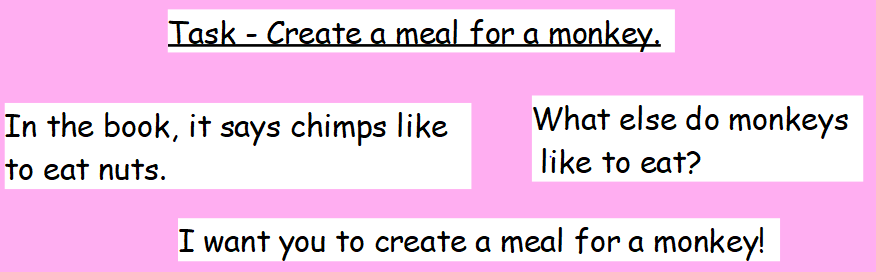 Task - Create a meal for a monkey.
In the book, it says chimps like
to eat nuts.
What else do monkeys
like to eat?
I want you to create a meal for a monkey!